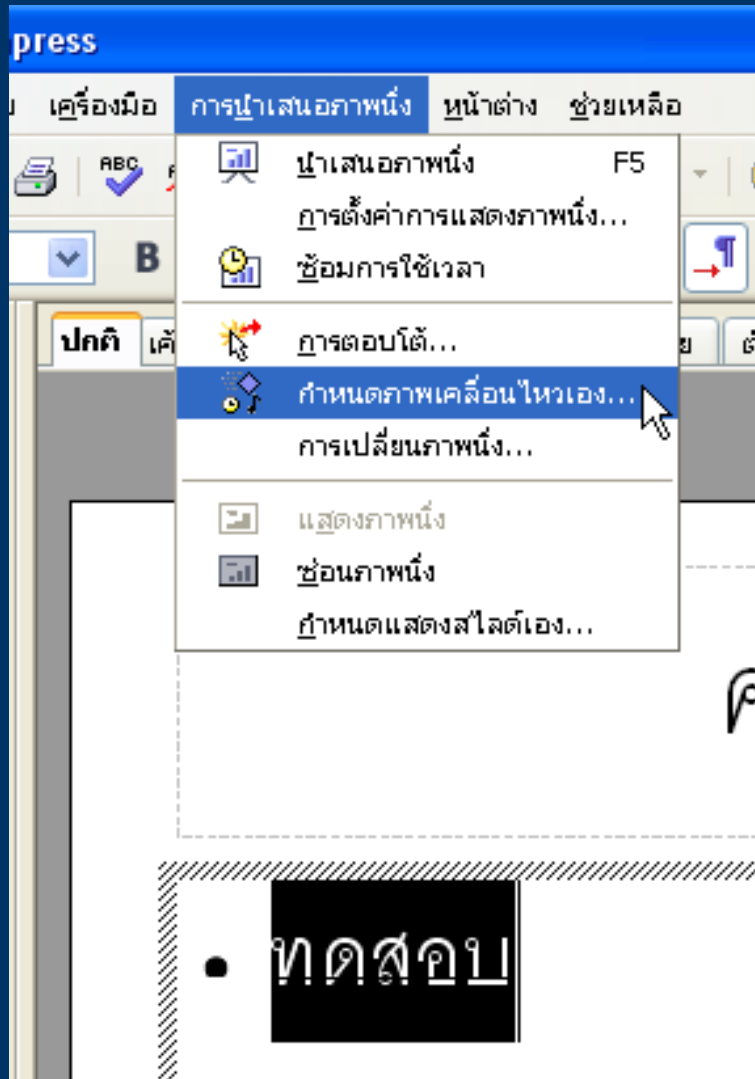 press
เครื่องมือ การนำเสนอภาพนิ่ง หน้าต่าง ช่วยเหลือ
ABC
นำเสนอภาพนิ่ง F5
การตั้งค่าการแสดงภาพนิ่ง...
B
ซ้อมการใช้เวลา
ปกติ
การตอบโต้...
กำหนดภาพเคลื่อนไหวเอง...
การเปลี่ยนภาพนิ่ง...
แสดงภาพนิ่ง
ซ่อนภาพนิ่ง
กำหนดแสดงสไลด์เอง...
• ทดสอบ